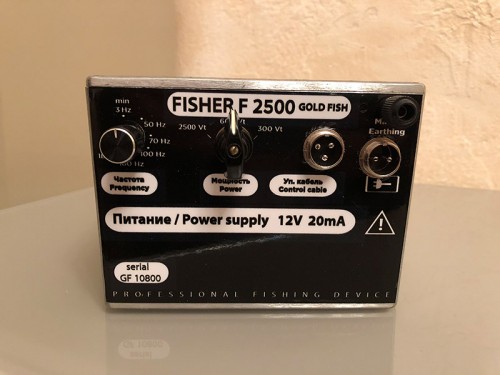 FISHER F 2500 GOLD FISH
min
3 Hz
50 Hz
70 Hz
100 Hz
2500 Vt
300 Vt
Earthing
Частота
Frequency
Мощность
Power
Уп. кабель
Control cable
Питание / Power supply 12V 20mA
serial
GF 10800
PROFESSIONAL FISHING DEVICE